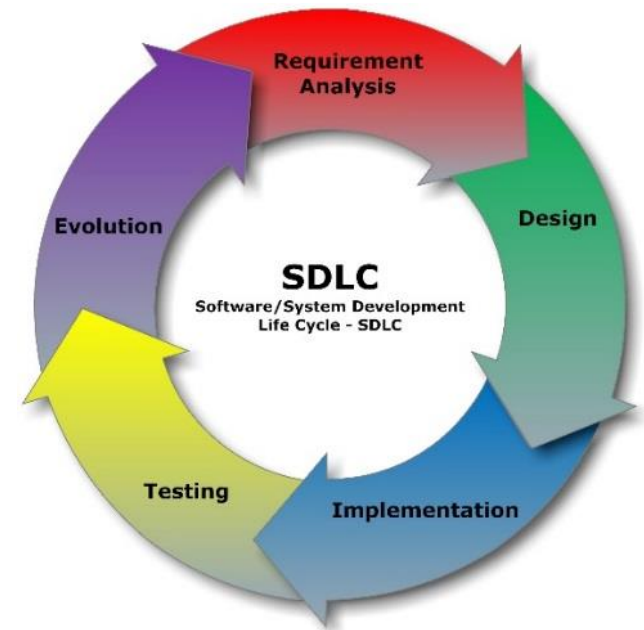 Requirement
Analysis
Design
Evolution
SDLC
Software/System Development
Life Cycle - SDLC
Testing
Implementation